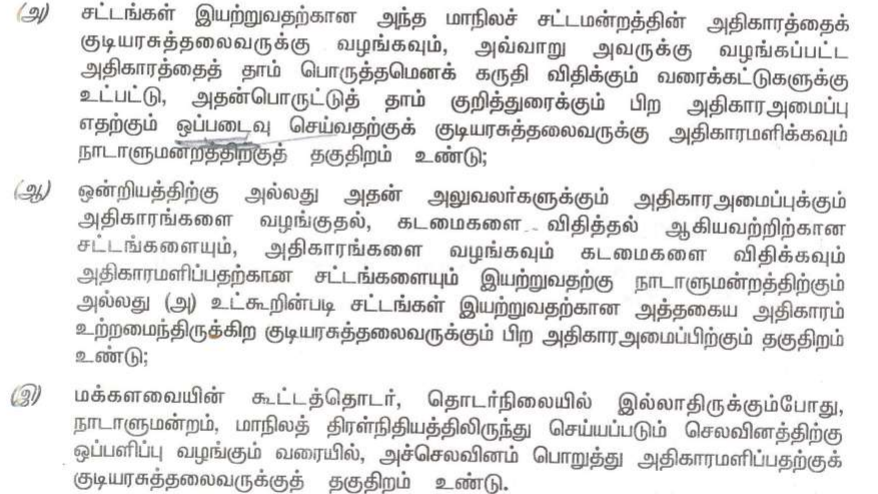 (அ) சட்டங்கள் இயற்றுவதற்கான அந்த மாநிலச் சட்டமன்றத்தின் அதிகாரத்தைக்
குடியரசுத்தலைவருக்கு வழங்கவும், அவ்வாறு அவருக்கு வழங்கப்பட்ட
அதிகாரத்தைத் தாம் பொருத்தமெனக் கருதி விதிக்கும் வரைக்கட்டுகளுக்கு
உட்பட்டு, அதன்பொருட்டுத் தாம் குறித்துரைக்கும் பிற அதிகாரஅமைப்பு
எதற்கும் ஒப்படைவு செய்வதற்குக் குடியரசுத்தலைவருக்கு அதிகாரமளிக்கவும்
நாடாளுமன்றத்திற்குத் தகுதிறம் உண்டு;
(ஆ) ஒன்றியத்திற்கு அல்லது அதன் அலுவலர்களுக்கும் அதிகாரஅமைப்புக்கும்
அதிகாரங்களை வழங்குதல், கடமைகளை விதித்தல் ஆகியவற்றிற்கான
சட்டங்களையும், அதிகாரங்களை வழங்கவும் கடமைகளை விதிக்கவும்
அதிகாரமளிப்பதற்கான சட்டங்களையும் இயற்றுவதற்கு நாடாளுமன்றத்திற்கும்
அல்லது (அ) உட்கூறின்படி சட்டங்கள் இயற்றுவதற்கான அத்தகைய அதிகாரம்
உற்றமைந்திருக்கிற குடியரசுத்தலைவருக்கும் பிற அதிகாரஅமைப்பிற்கும் தகுதிறம்
உண்டு;
(இ) மக்களவையின் கூட்டத்தொடர், தொடர்நிலையில் இல்லாதிருக்கும்போது,
நாடாளுமன்றம், மாநிலத் திரள்நிதியத்திலிருந்து செய்யப்படும் செலவினத்திற்கு
ஒப்பளிப்பு வழங்கும் வரையில், அச்செலவினம் பொறுத்து அதிகாரமளிப்பதற்குக்
குடியரசுத்தலைவருக்குத் தகுதிறம் உண்டு.